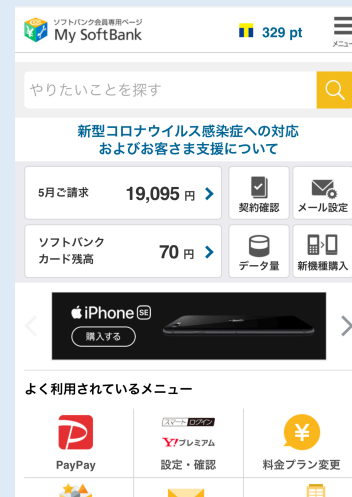 ソフトバンク会員専用ページ
My SoftBank
329 pt
メニュー
やりたいことを探す
新型コロナウイルス感染症への対応
およびお客さま支援について
5月ご請求
19,095 円
契約確認
メール設定
ソフトバンク
カード残高
70 円
データ量
新機種購入
iPhone SE
購入する
よく利用されているメニュー
PayPay
スマートログイン
Y!プレミアム
設定・確認
料金プラン変更